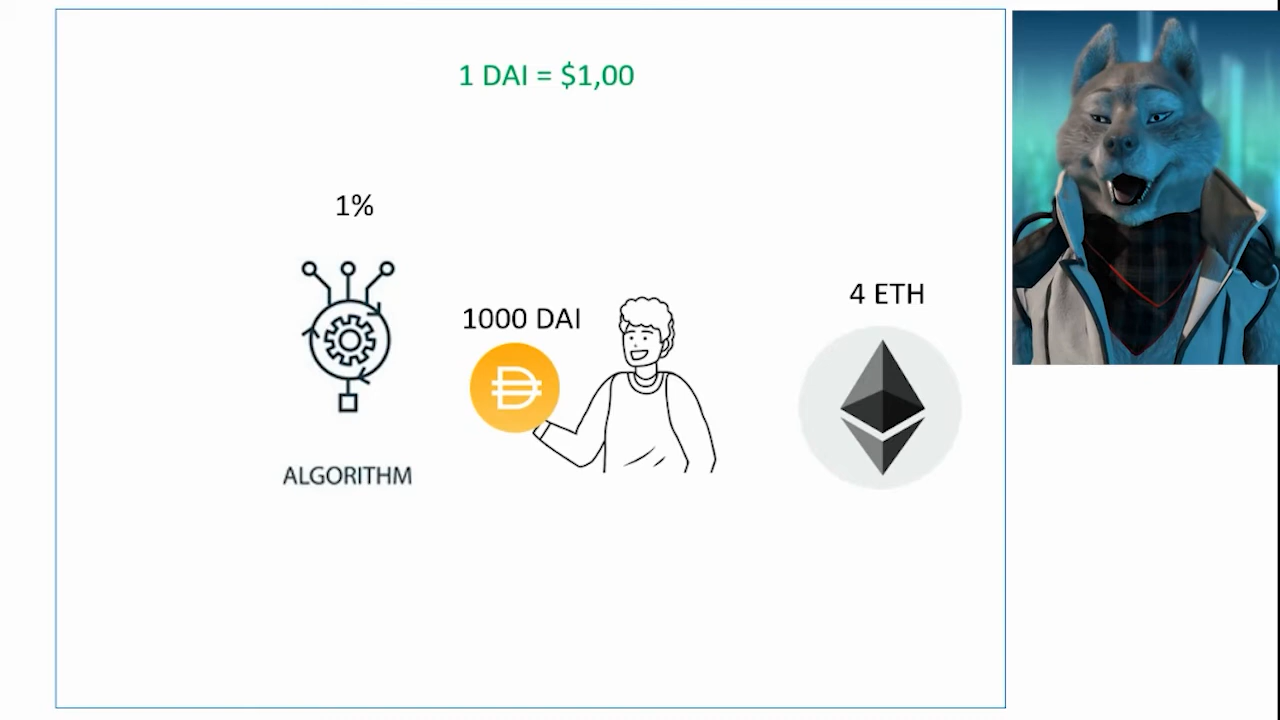 1 DAI = $1,00
1%
1000 DAI
4 ETH
ALGORITHM